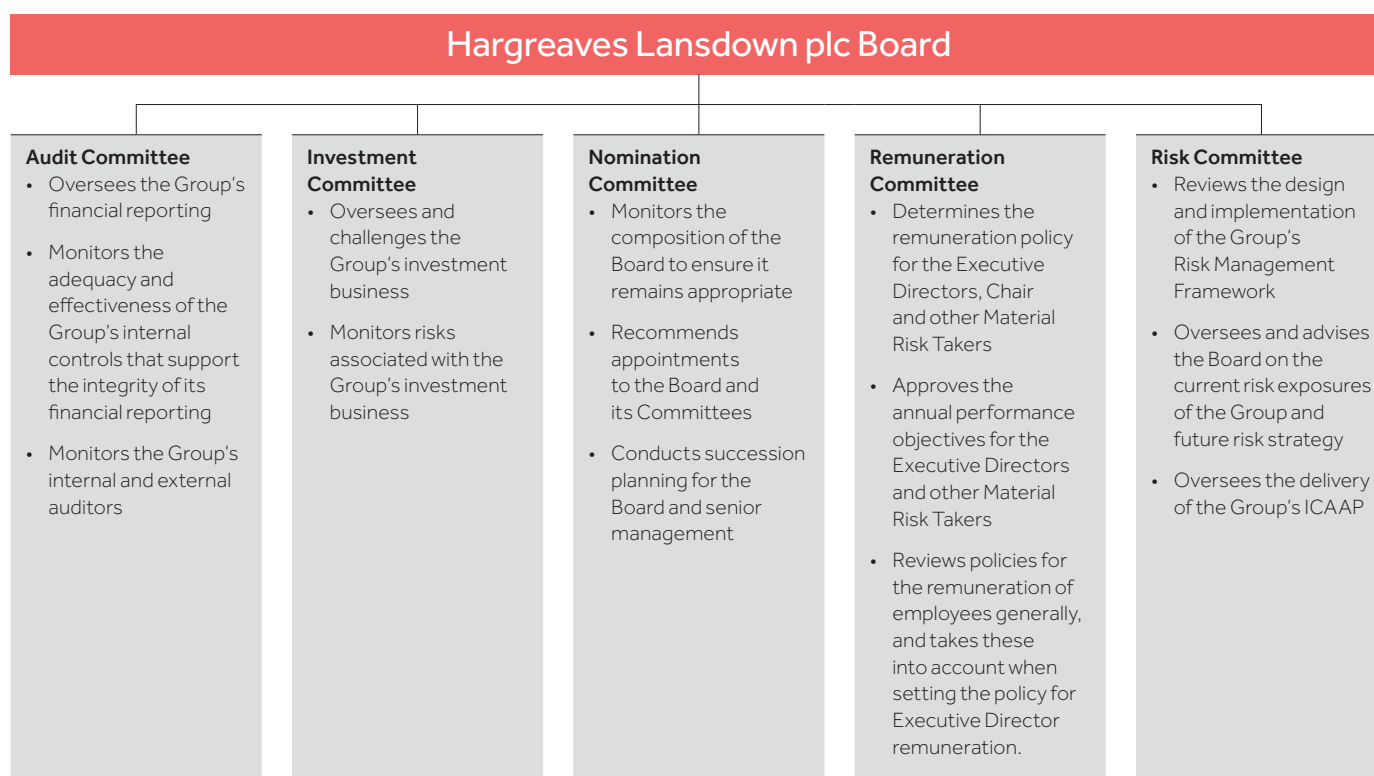 Hargreaves Lansdown plc Board
Audit Committee
• Oversees the Group's
financial reporting
• Monitors the
adequacy and
effectiveness of the
Group's internal
controls that support
the integrity of its
financial reporting
• Monitors the Group's
internal and external
auditors
Investment
Committee
• Oversees and
challenges the
Group's investment
business
• Monitors risks
associated with the
Group's investment
business
Nomination
Committee
• Monitors the
composition of the
Board to ensure it
remains appropriate
• Recommends
appointments
to the Board and
its Committees
• Conducts succession
planning for the
Board and senior
management
Remuneration
Committee
• Determines the
remuneration policy
for the Executive
Directors, Chair
and other Material
Risk Takers
• Approves the
annual performance
objectives for the
Executive Directors
and other Material
Risk Takers
• Reviews policies for
the remuneration of
employees generally,
and takes these
into account when
setting the policy for
Executive Director
remuneration.
Risk Committee
• Reviews the design
and implementation
of the Group's
Risk Management
Framework
• Oversees and advises
the Board on the
current risk exposures
of the Group and
future risk strategy
• Oversees the delivery
of the Group's ICAAP